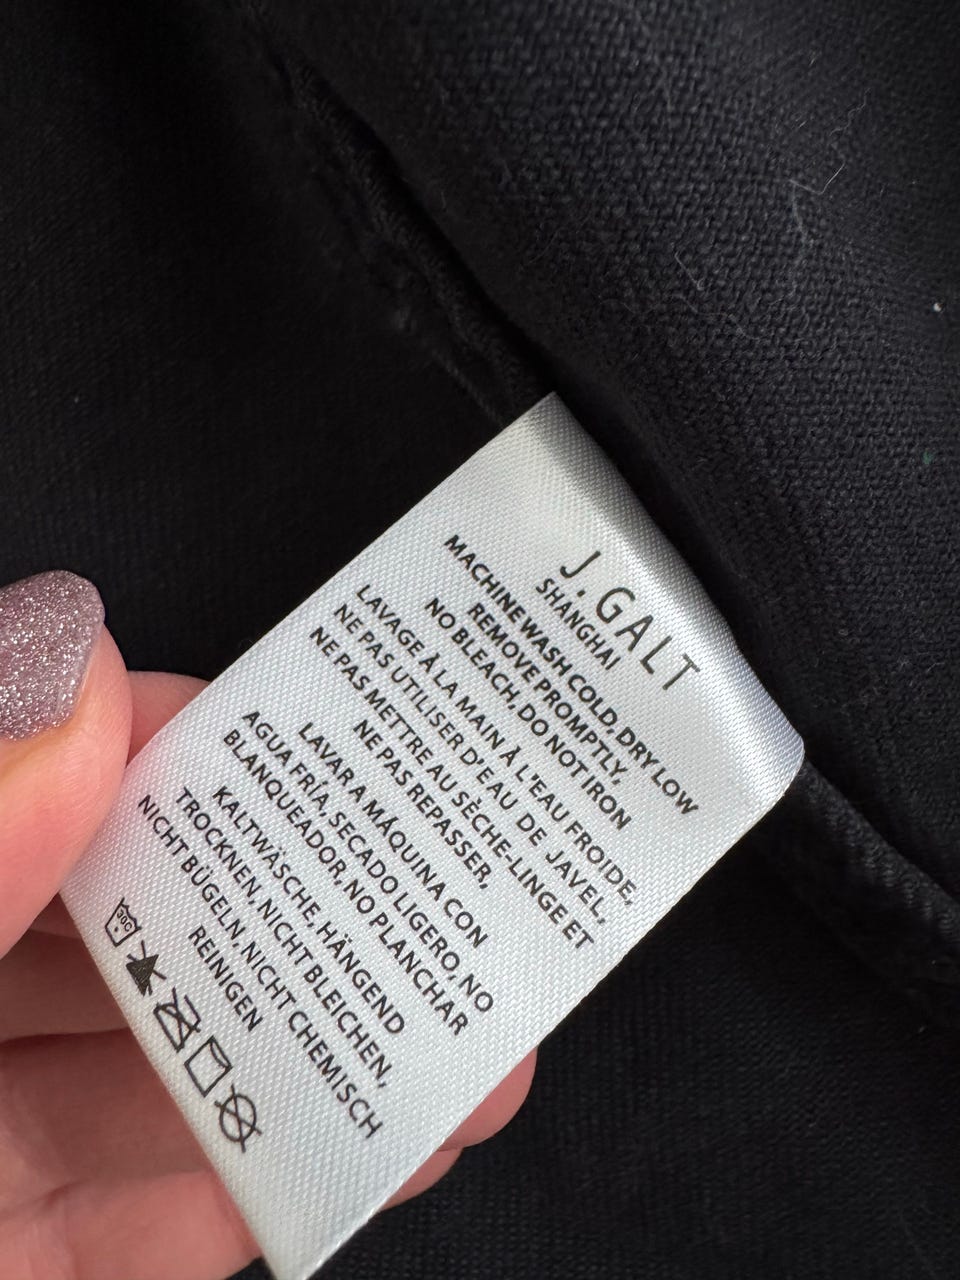 J.GALT
SHANGHAI
MACHINE WASH COLD, DRY LOW
REMOVE PROMPTLY,
NO BLEACH, DO NOT IRON
LAVAGE À LA MAIN À L'EAU FROIDE,
NE PAS UTILISER D'EAU DE JAVEL,
NE PAS METTRE AU SÈCHE-LINGE ET
NE PAS REPASSER,
LAVAR A MÁQUINA CON
AGUA FRÍA, SECADO LIGERO, NO
BLANQUEADOR, NO PLANCHAR
KALTWÄSCHE, HÄNGEND
TROCKNEN, NICHT BLEICHEN,
NICHT BÜGELN, NICHT CHEMISCH
REINIGEN
30C